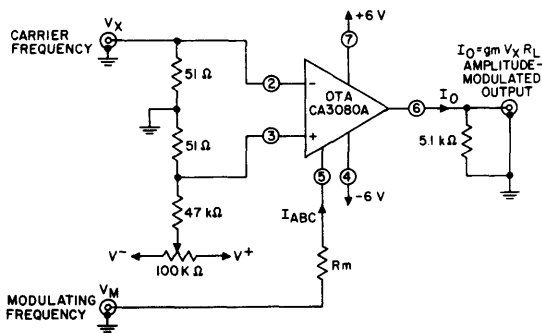 CARRIER
FREQUENCY
VX
51 Ω
51 Ω
47 kΩ
V-
V+
100K Ω
MODULATING
FREQUENCY
VM
2
3
-
+
OTA
CA3080A
+6 V
7
6
IO
5
4
-6 V
IABC
Rm
5.1 kΩ
IO=gm VX RL
AMPLITUDE-
MODULATED
OUTPUT